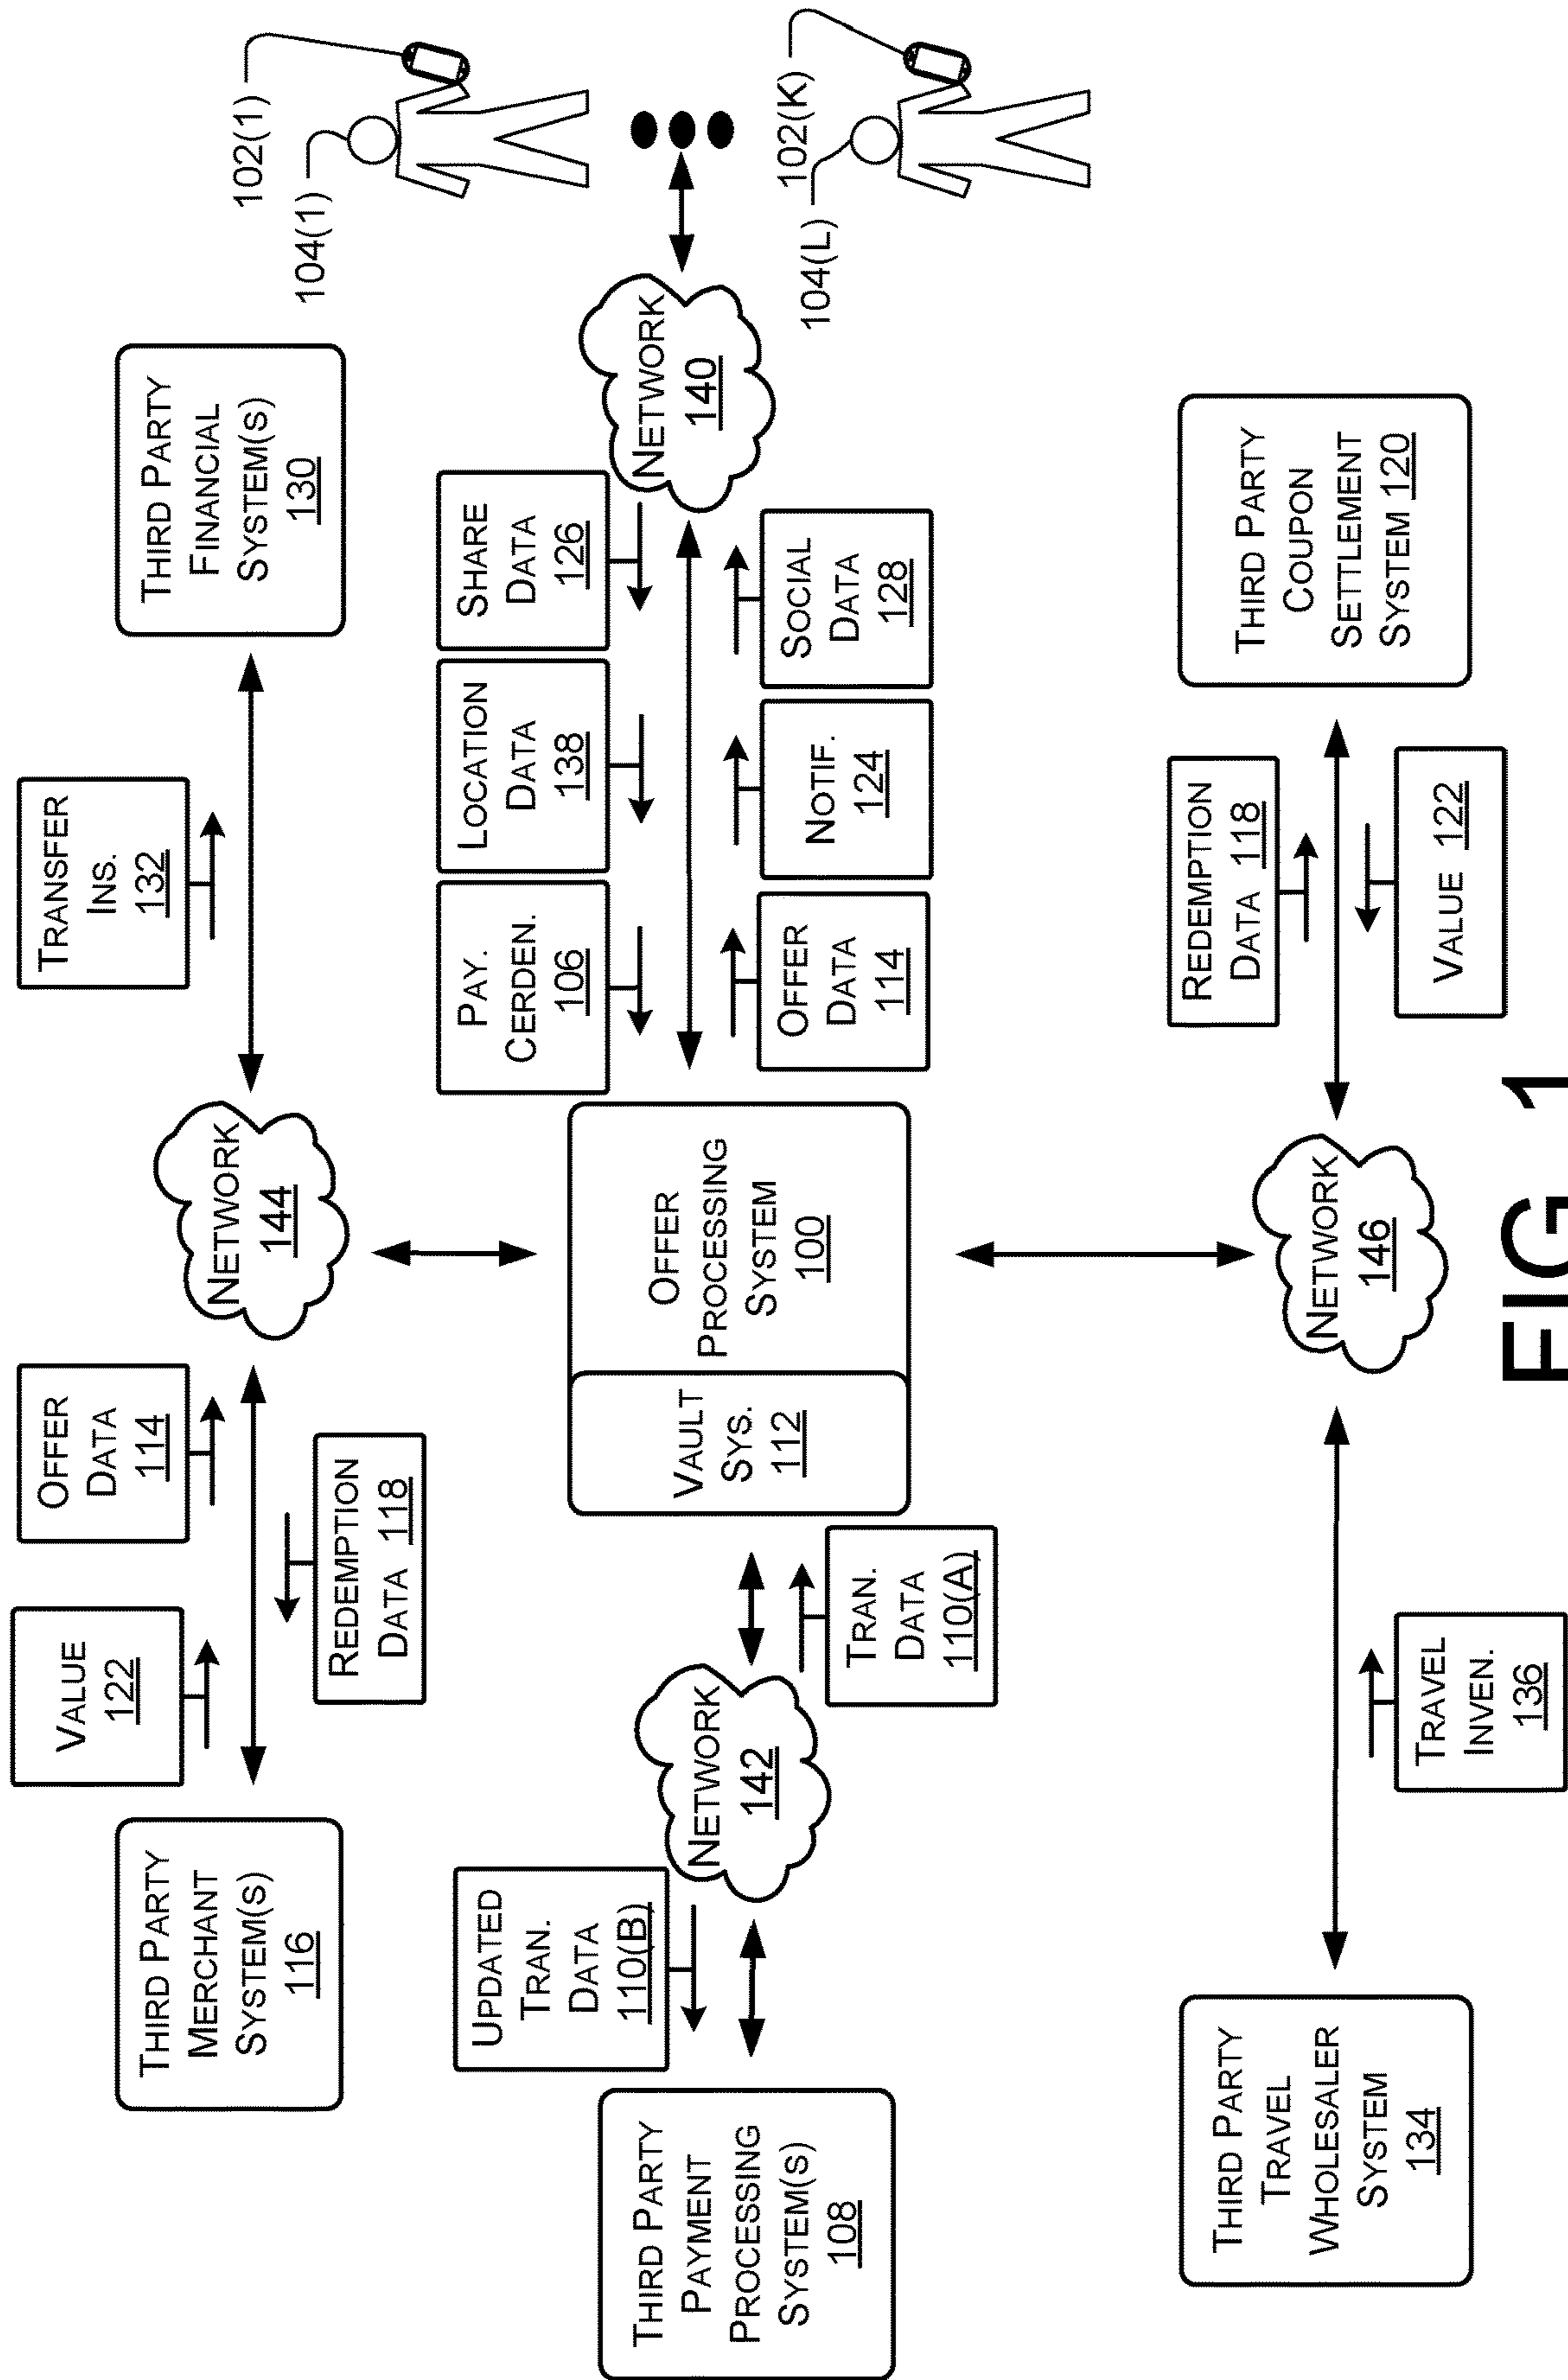 VALUE
122
OFFER
DATA
114
TRANSFER
INS.
132
THIRD PARTY
MERCHANT
SYSTEM(S)
116
REDEMPTION
DATA 118
NETWORK
144
THIRD PARTY
FINANCIAL
SYSTEM(S)
130
102(1)
104(1)
UPDATED
TRAN.
DATA
110(B)
PAY.
CERDEN.
106
LOCATION
DATA
138
SHARE
DATA
126
THIRD PARTY
PAYMENT
PROCESSING
SYSTEM(S)
108
NETWORK
142
TRAN.
DATA
110(A)
VAULT
SYS.
112
OFFER
PROCESSING
SYSTEM
100
OFFER
DATA
114
NOTIF.
124
SOCIAL
DATA
128
NETWORK
140
102(K)
104(L)
THIRD PARTY
TRAVEL
WHOLESALER
SYSTEM
134
TRAVEL
INVEN.
136
NETWORK
146
REDEMPTION
DATA 118
VALUE 122
THIRD PARTY
COUPON
SETTLEMENT
SYSTEM 120
FIG. 1